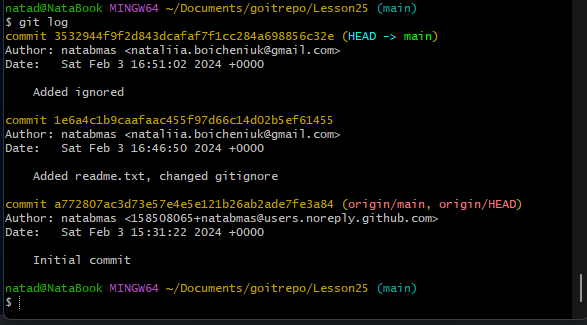 natad@NataBook MINGW64 ~/Documents/goitrepo/Lesson25 (main)
$ git log
commit 3532944f9f2d843dcafaf7f1cc284a698856c32e (HEAD -> main)
Author: natabmas <nataliia.boicheniuk@gmail.com>
Date:   Sat Feb 3 16:51:02 2024 +0000
    Added ignored
commit 1e6a4c1b9caafaac455f97d66c14d02b5ef61455
Author: natabmas <nataliia.boicheniuk@gmail.com>
Date:   Sat Feb 3 16:46:50 2024 +0000
    Added readme.txt, changed gitignore
commit a772807ac3d73e57e4e5e121b26ab2ade7fe3a84 (origin/main, origin/HEAD)
Author: natabmas <158508065+natabmas@users.noreply.github.com>
Date:   Sat Feb 3 15:31:22 2024 +0000
    Initial commit
natad@NataBook MINGW64 ~/Documents/goitrepo/Lesson25 (main)
$